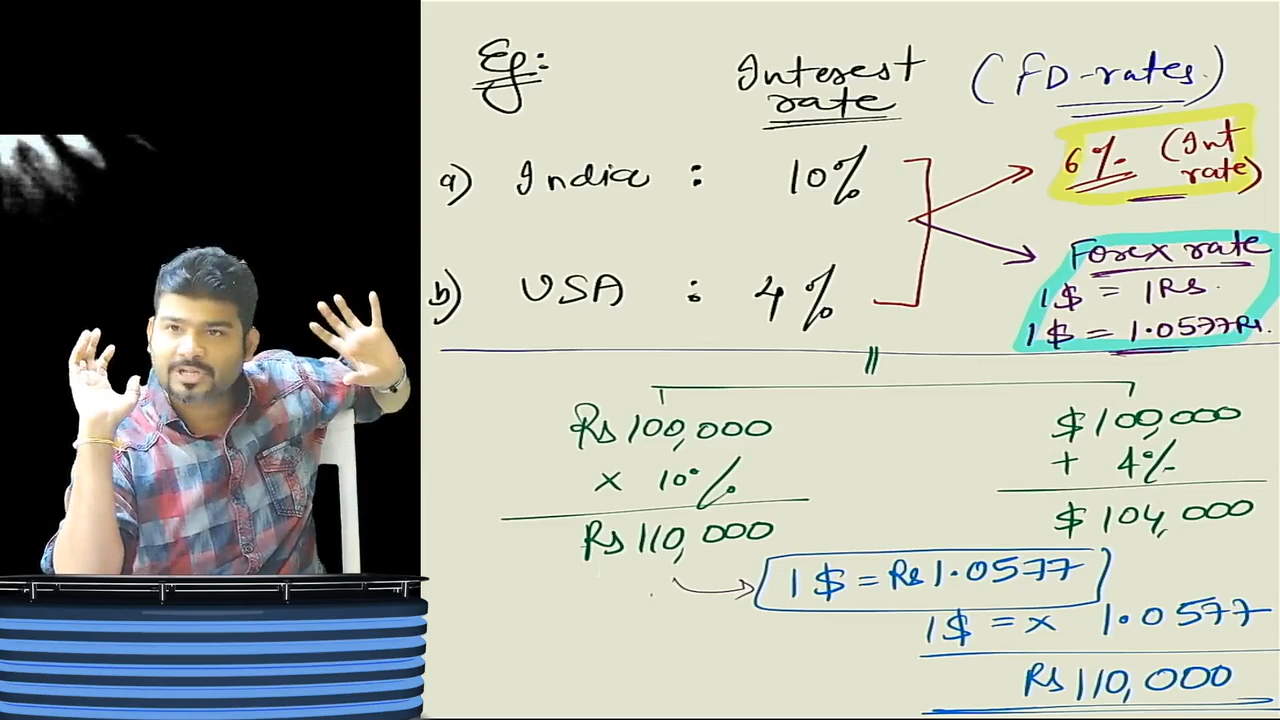 Eg:
Interest rate (FD-rates.)
a) India : 10%
6% (Int rate)
b) USA : 4%
Forex rate
1$ = 1RS.
1$ = 1.0577Rs.
Rs 100,000
x 10%
Rs 110,000
$100,000
+ 4%
$ 104,000
1$ = Rs 1.0577
1$ = x 1.0577
Rs 110,000